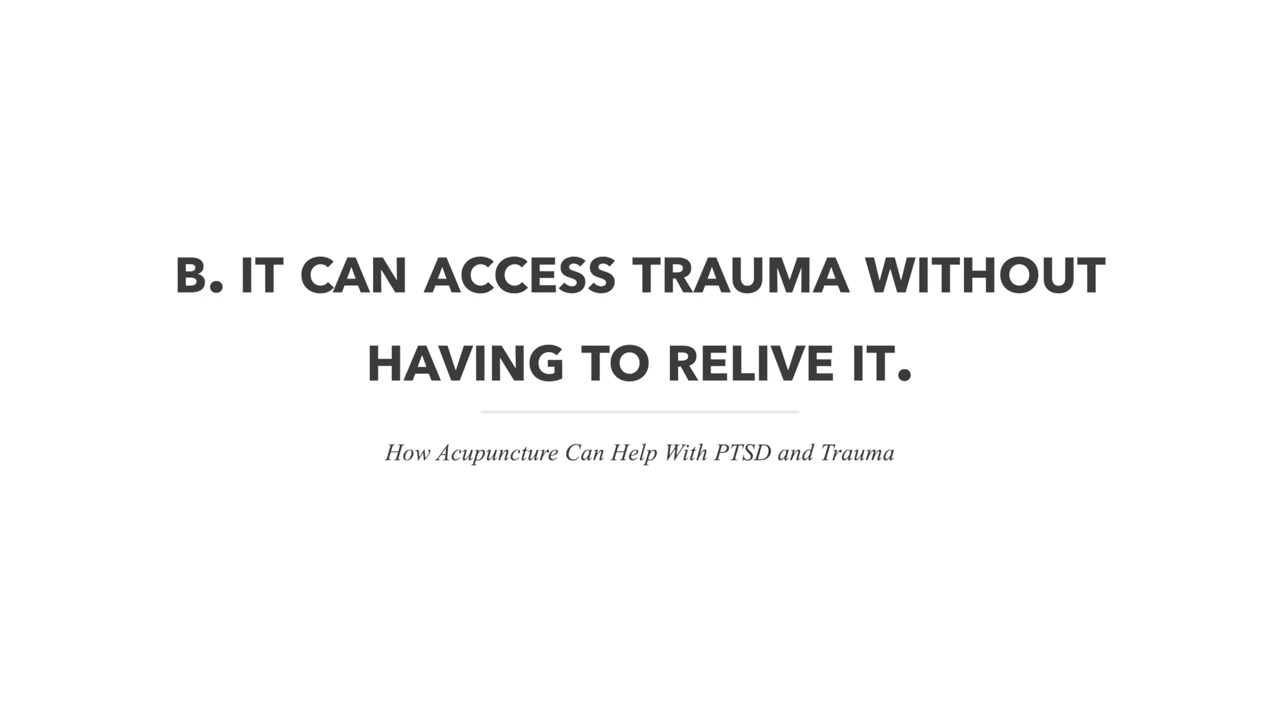 B. IT CAN ACCESS TRAUMA WITHOUT
HAVING TO RELIVE IT.
How Acupuncture Can Help With PTSD and Trauma